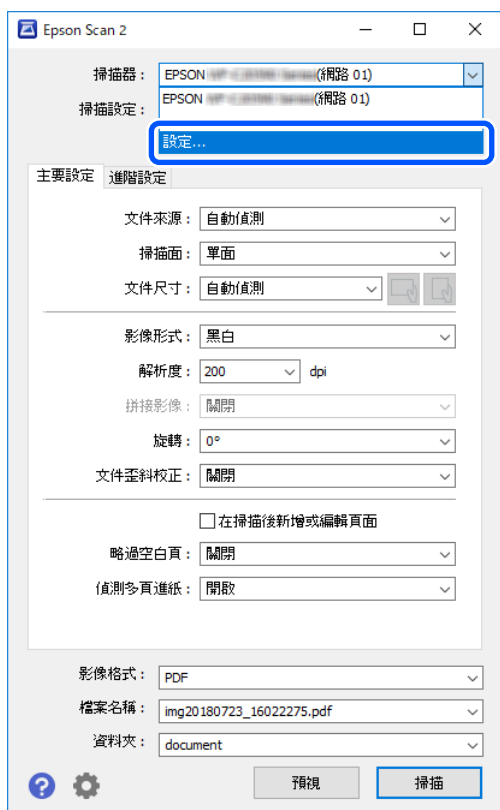 Epson Scan 2
掃描器： EPSON (網路 01)
EPSON (網路 01)
掃描設定：
設定...
主要設定 進階設定
文件來源： 自動偵測
掃描面： 單面
文件尺寸： 自動偵測
影像形式： 黑白
解析度： 200 dpi
拼接影像： 關閉
旋轉： 0°
文件歪斜校正： 關閉
在掃描後新增或編輯頁面
略過空白頁： 關閉
偵測多頁進紙： 開啟
影像格式： PDF
檔案名稱： img20180723_16022275.pdf
資料夾： document
? 預視 掃描